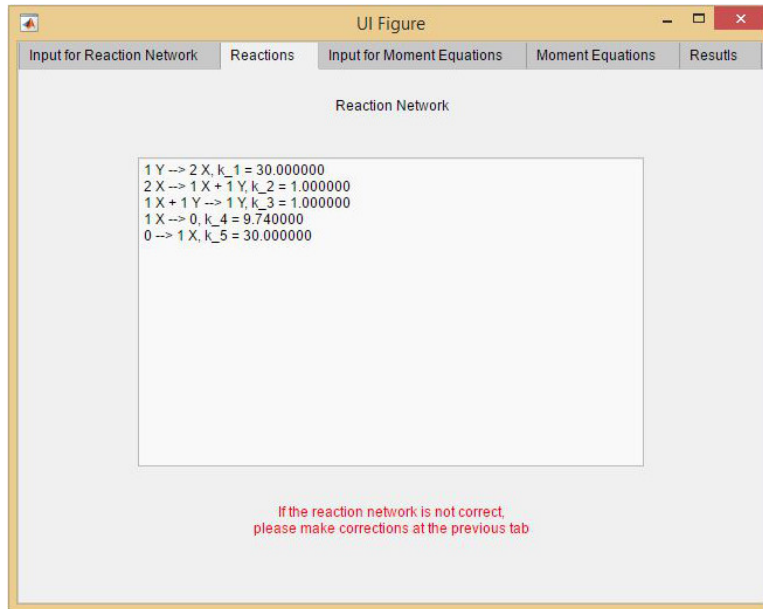 UI Figure
Input for Reaction Network Reactions Input for Moment Equations Moment Equations Resutls
Reaction Network
1 Y --> 2 X, k_1 = 30.000000
2 X --> 1 X + 1 Y, k_2 = 1.000000
1 X + 1 Y --> 1 Y, k_3 = 1.000000
1 X --> 0, k_4 = 9.740000
0 --> 1 X, k_5 = 30.000000
If the reaction network is not correct,
please make corrections at the previous tab